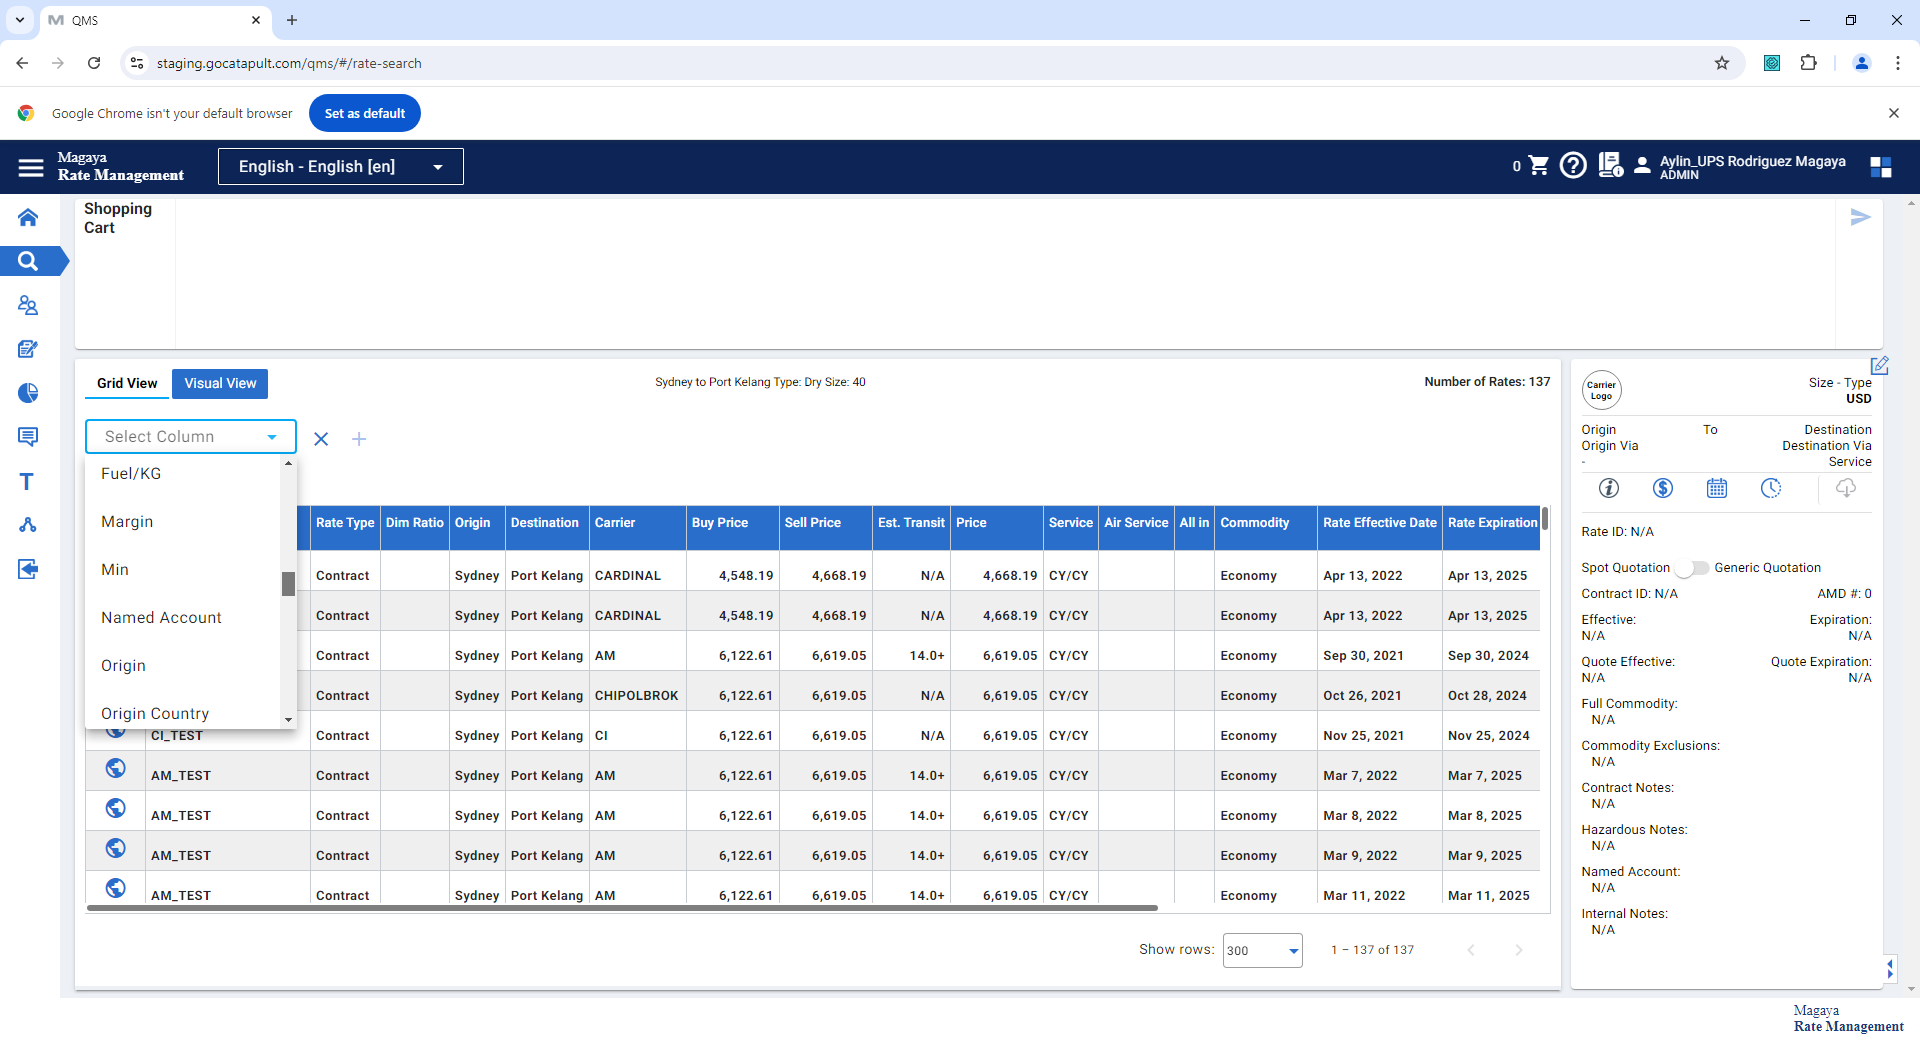 QMS
staging.gocatapult.com/qms/#/rate-search
Google Chrome isn't your default browser
Set as default
Magaya
Rate Management
English - English [en]
0
Aylin_UPS Rodriguez Magaya
ADMIN
Shopping
Cart
Grid View
Visual View
Sydney to Port Kelang Type: Dry Size: 40
Number of Rates: 137
Select Column
Fuel/KG
Margin
Min
Named Account
Origin
Origin Country
Rate Type Dim Ratio Origin Destination Carrier Buy Price Sell Price Est. Transit Price Service Air Service All in Commodity Rate Effective Date Rate Expiration
Contract Sydney Port Kelang CARDINAL 4,548.19 4,668.19 N/A 4,668.19 CY/CY Economy Apr 13, 2022 Apr 13, 2025
Contract Sydney Port Kelang CARDINAL 4,548.19 4,668.19 N/A 4,668.19 CY/CY Economy Apr 13, 2022 Apr 13, 2025
Contract Sydney Port Kelang AM 6,122.61 6,619.05 14.0+ 6,619.05 CY/CY Economy Sep 30, 2021 Sep 30, 2024
Contract Sydney Port Kelang CHIPOLBROK 6,122.61 6,619.05 N/A 6,619.05 CY/CY Economy Oct 26, 2021 Oct 28, 2024
CI_TEST Contract Sydney Port Kelang CI 6,122.61 6,619.05 N/A 6,619.05 CY/CY Economy Nov 25, 2021 Nov 25, 2024
AM_TEST Contract Sydney Port Kelang AM 6,122.61 6,619.05 14.0+ 6,619.05 CY/CY Economy Mar 7, 2022 Mar 7, 2025
AM_TEST Contract Sydney Port Kelang AM 6,122.61 6,619.05 14.0+ 6,619.05 CY/CY Economy Mar 8, 2022 Mar 8, 2025
AM_TEST Contract Sydney Port Kelang AM 6,122.61 6,619.05 14.0+ 6,619.05 CY/CY Economy Mar 9, 2022 Mar 9, 2025
AM_TEST Contract Sydney Port Kelang AM 6,122.61 6,619.05 14.0+ 6,619.05 CY/CY Economy Mar 11, 2022 Mar 11, 2025
Show rows: 300 1 – 137 of 137
Carrier
Logo
Size - Type
USD
Origin To Destination
Origin Via Destination Via
- Service
Rate ID: N/A
Spot Quotation Generic Quotation
Contract ID: N/A AMD #: 0
Effective: Expiration:
N/A N/A
Quote Effective: Quote Expiration:
N/A N/A
Full Commodity:
N/A
Commodity Exclusions:
N/A
Contract Notes:
N/A
Hazardous Notes:
N/A
Named Account:
N/A
Internal Notes:
N/A
Magaya
Rate Management